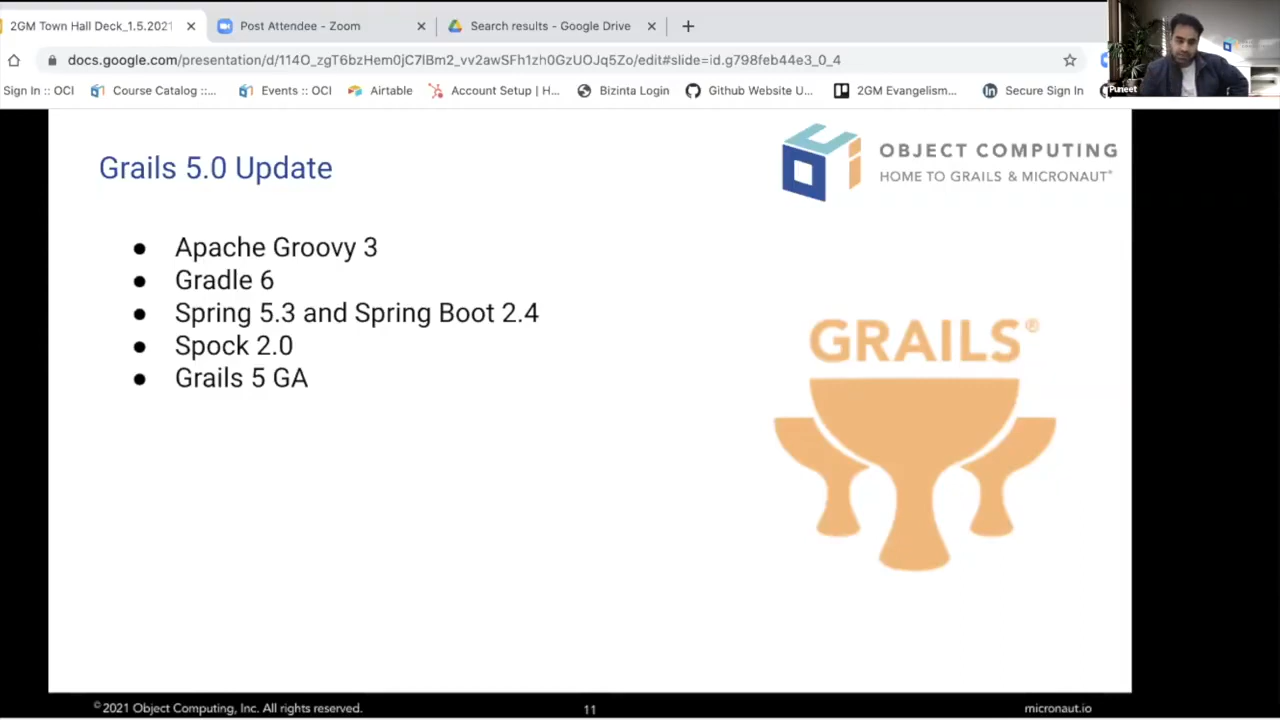 2GM Town Hall Deck_1.5.2021
Post Attendee - Zoom
Search results - Google Drive
docs.google.com/presentation/d/114O_zgT6bzHem0jC7lBm2_vv2awSFh1zh0GzUOJq5Zo/edit#slide=id.g798feb44e3_0_4
Sign In :: OCI
Course Catalog ::...
Events :: OCI
Airtable
Account Setup | H...
Bizinta Login
Github Website U...
2GM Evangelism...
Secure Sign In
Puneet
OBJECT COMPUTING
HOME TO GRAILS & MICRONAUT®
Grails 5.0 Update
● Apache Groovy 3
● Gradle 6
● Spring 5.3 and Spring Boot 2.4
● Spock 2.0
● Grails 5 GA
GRAILS®
© 2021 Object Computing, Inc. All rights reserved.
11
micronaut.io